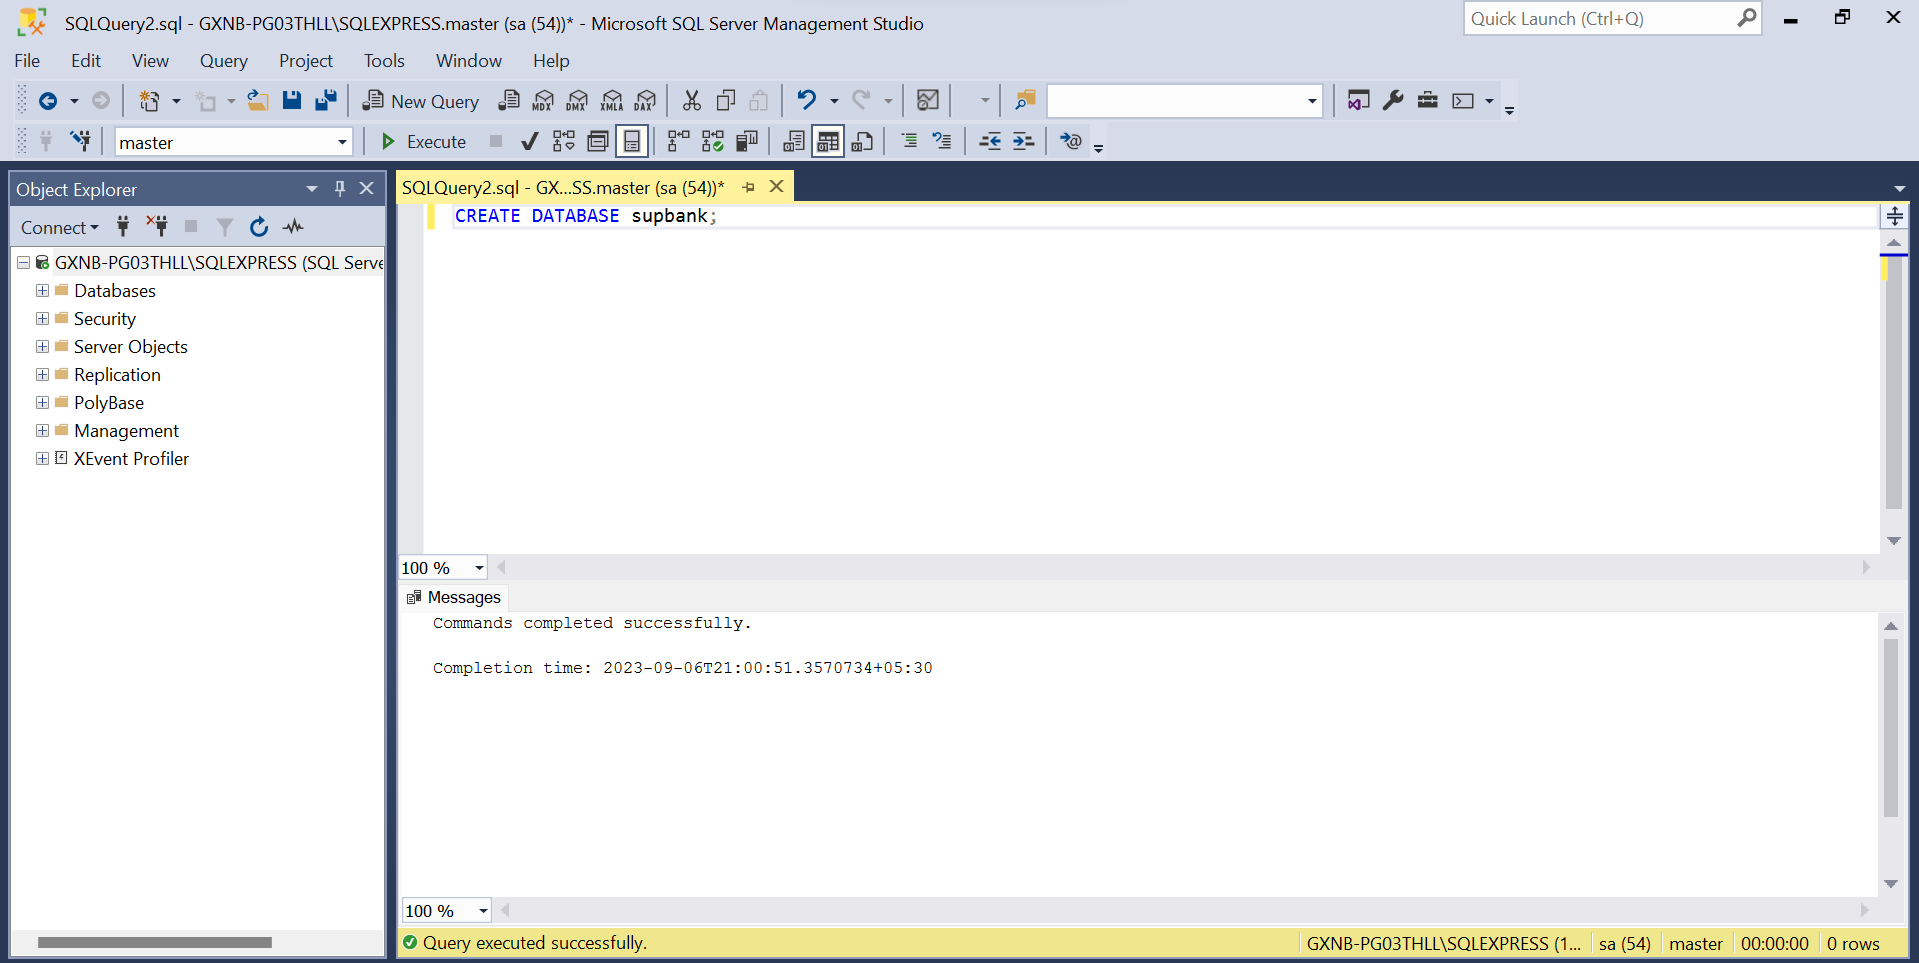 SQLQuery2.sql - GXNB-PG03THLL\SQLEXPRESS.master (sa (54))* - Microsoft SQL Server Management Studio
Quick Launch (Ctrl+Q)
File Edit View Query Project Tools Window Help
New Query MDX DMX XMLA DAX
master Execute
Object Explorer
SQLQuery2.sql - GX...SS.master (sa (54))*
Connect
CREATE DATABASE supbank;
GXNB-PG03THLL\SQLEXPRESS (SQL Serve
Databases
Security
Server Objects
Replication
PolyBase
Management
XEvent Profiler
100 %
Messages
Commands completed successfully.
Completion time: 2023-09-06T21:00:51.3570734+05:30
100 %
Query executed successfully.
GXNB-PG03THLL\SQLEXPRESS (1... sa (54) master 00:00:00 0 rows